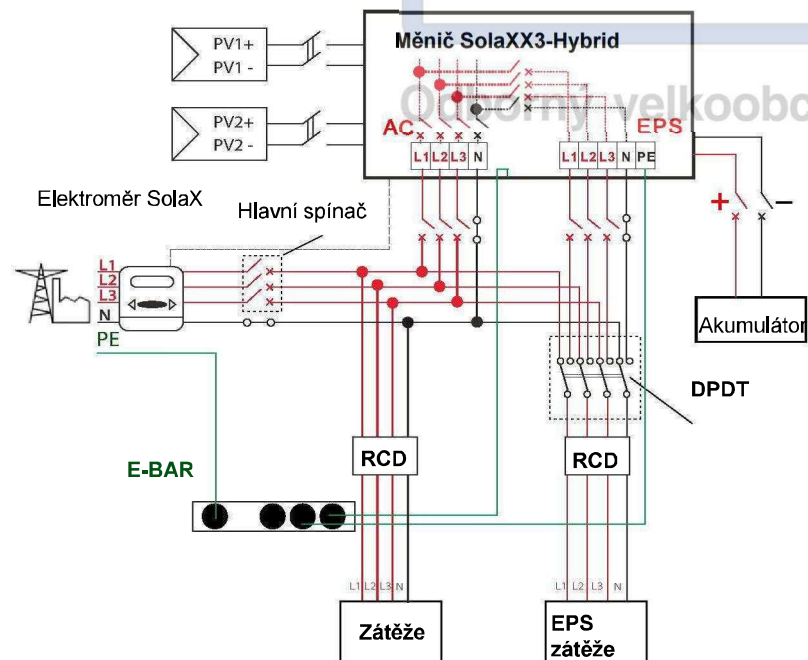 Měnič SolaXX3-Hybrid
Odborný velkoobc
PV1+
PV1 -
PV2+
PV2 -
AC
EPS
L1 L2 L3 N
L1 L2 L3 N PE
Elektroměr SolaX
Hlavní spínač
+ −
L1
L2
L3
N
PE
Akumulátor
DPDT
RCD
RCD
E-BAR
L1 L2 L3 N
L1 L2 L3 N
Zátěže
EPS
zátěže